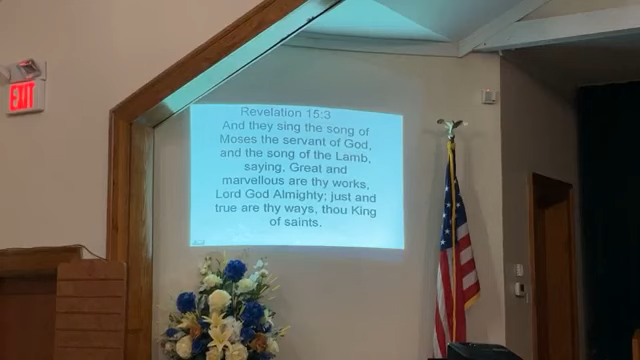 EXIT
Revelation 15:3
And they sing the song of
Moses the servant of God,
and the song of the Lamb,
saying, Great and
marvellous are thy works,
Lord God Almighty; just and
true are thy ways, thou King
of saints.